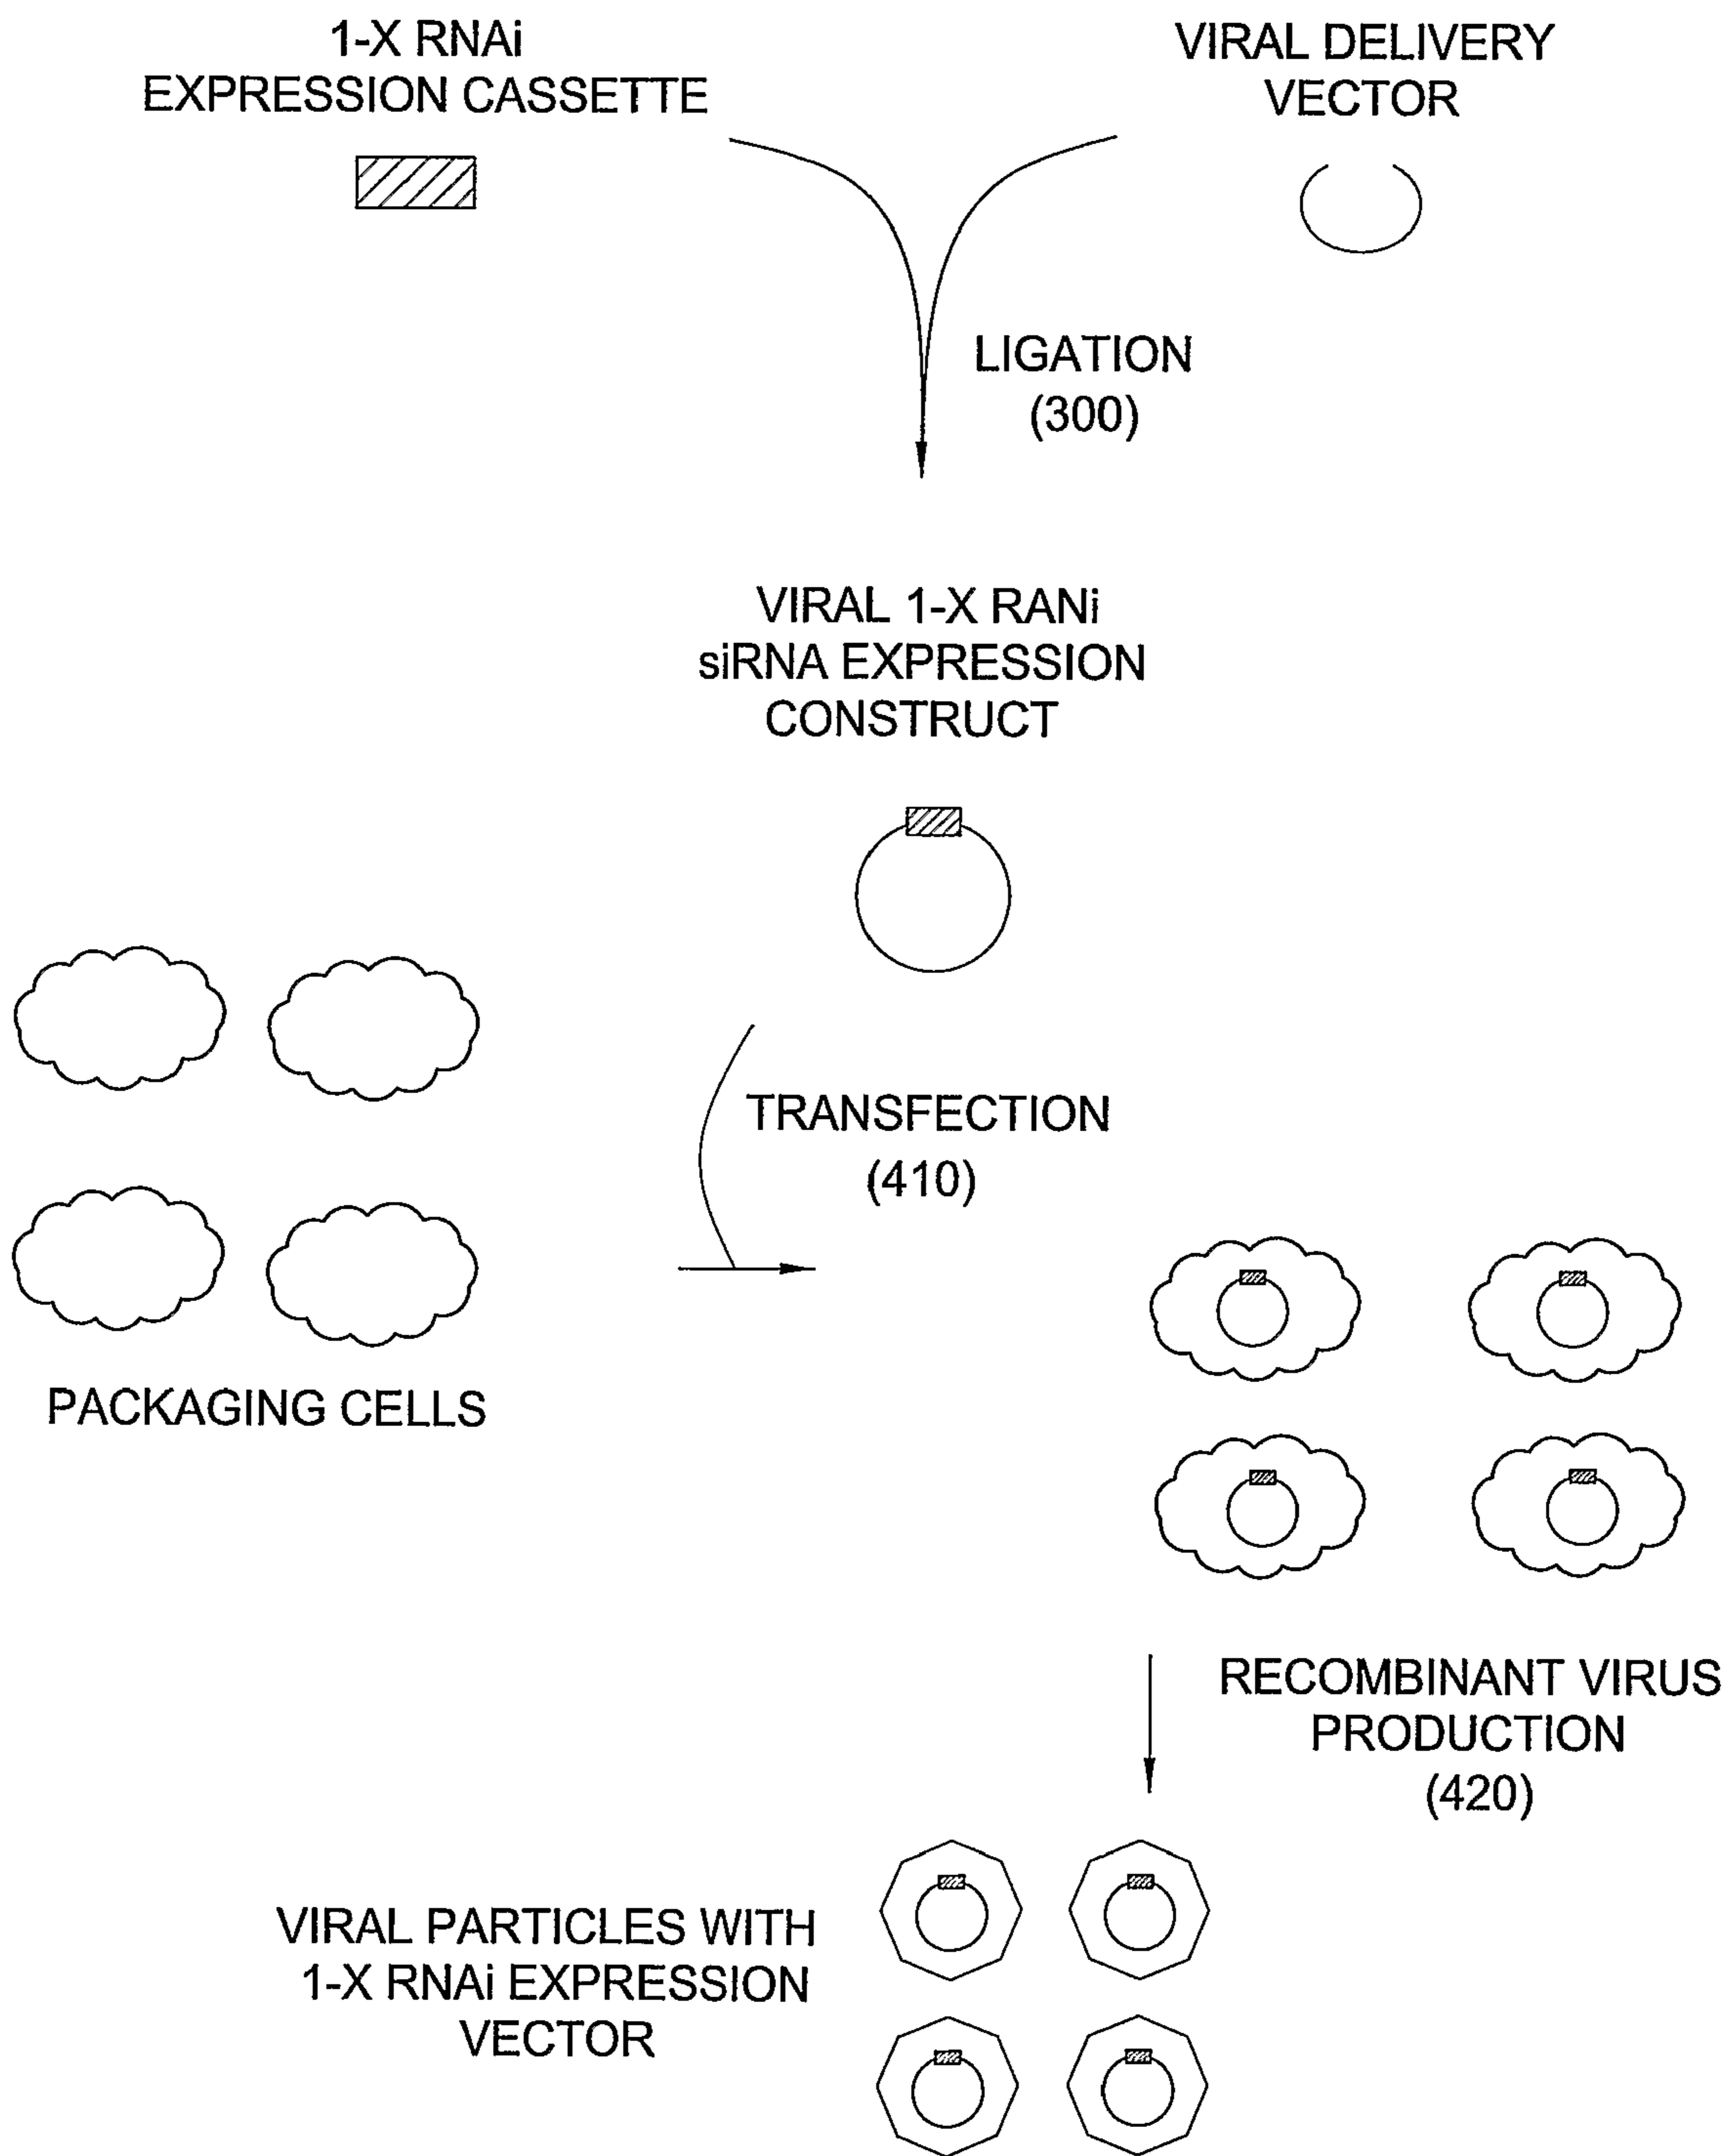 1-X RNAi
EXPRESSION CASSETTE
VIRAL DELIVERY
VECTOR
LIGATION
(300)
VIRAL 1-X RANi
siRNA EXPRESSION
CONSTRUCT
TRANSFECTION
(410)
PACKAGING CELLS
RECOMBINANT VIRUS
PRODUCTION
(420)
VIRAL PARTICLES WITH
1-X RNAi EXPRESSION
VECTOR